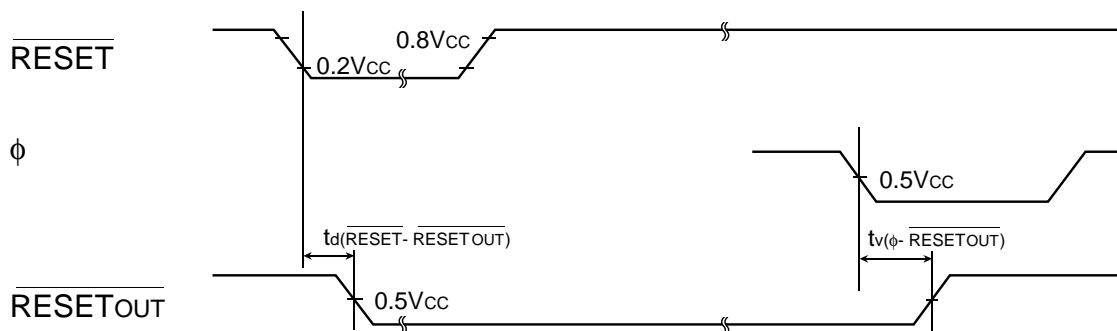 RESET
0.8VCC
0.2VCC
ϕ
0.5VCC
td(RESET- RESETOUT)
tv(ϕ- RESETOUT)
RESETOUT
0.5VCC